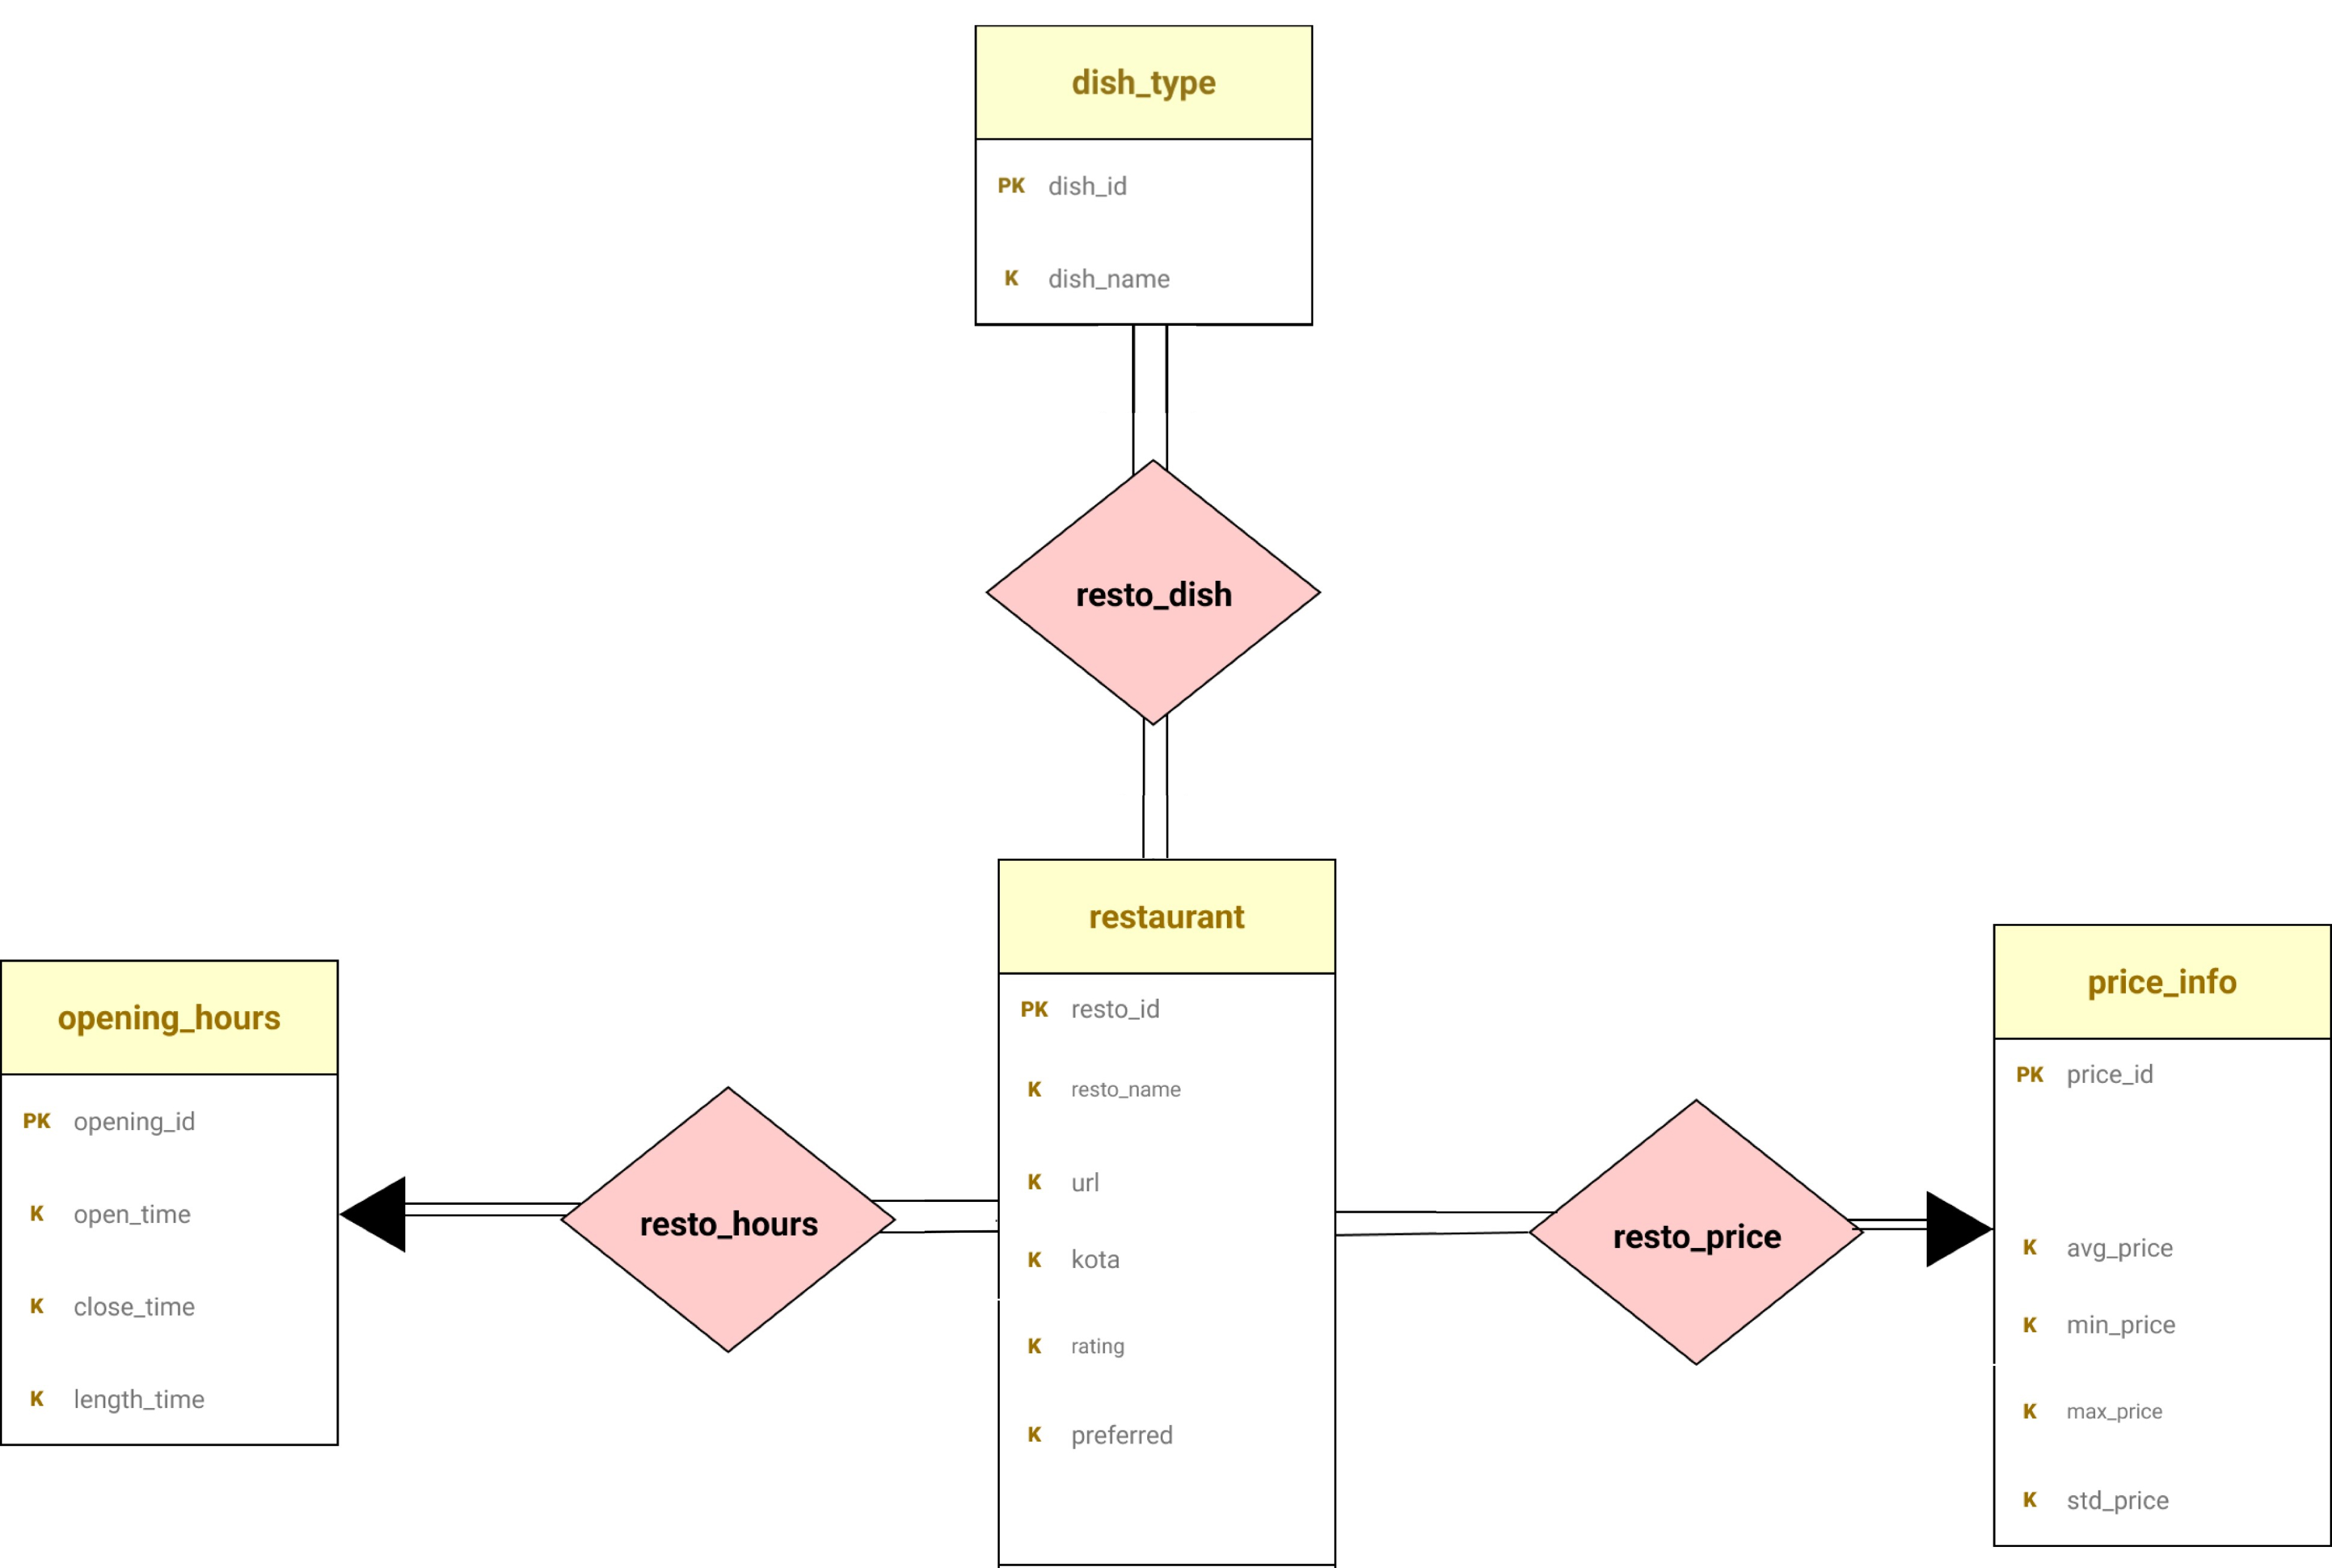 dish_type
PK dish_id
K dish_name
resto_dish
restaurant
PK resto_id
K resto_name
K url
K kota
K rating
K preferred
opening_hours
PK opening_id
K open_time
K close_time
K length_time
resto_hours
resto_price
price_info
PK price_id
K avg_price
K min_price
K max_price
K std_price